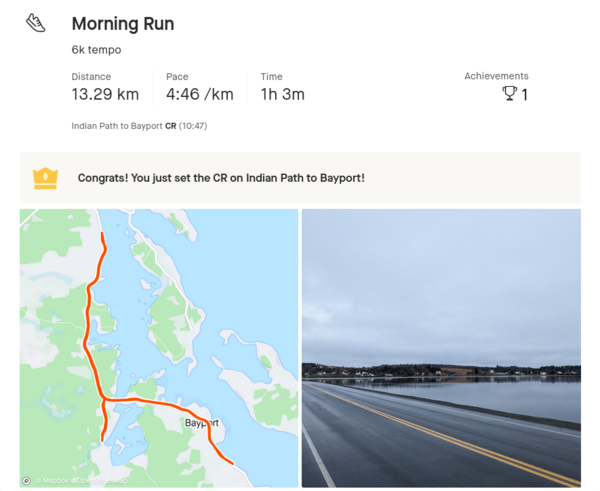 Morning Run
6k tempo
Distance
Pace
Time
Achievements
13.29 km
4:46 /km
1h 3m
1
Indian Path to Bayport CR (10:47)
Congrats! You just set the CR on Indian Path to Bayport!
Bayport
© Mapbox © OpenStreetMap